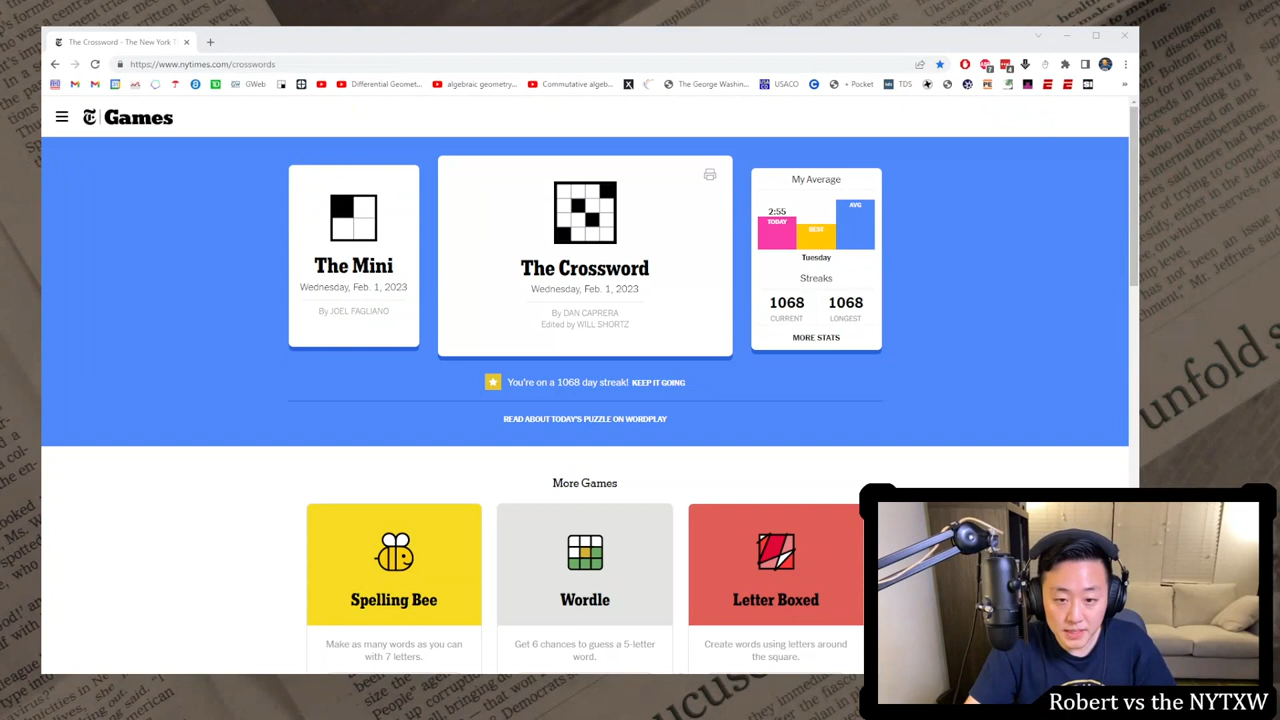 The Crossword - The New York T
https://www.nytimes.com/crosswords
GWeb
Differential Geomet...
algebraic geometry...
Commutative algeb...
The George Washin...
USACO
+ Pocket
TDS
Games
The Mini
Wednesday, Feb. 1, 2023
By JOEL FAGLIANO
The Crossword
Wednesday, Feb. 1, 2023
By DAN CAPRERA
Edited by WILL SHORTZ
My Average
2:55
TODAY
BEST
AVG
Tuesday
Streaks
1068
1068
CURRENT
LONGEST
MORE STATS
You're on a 1068 day streak! KEEP IT GOING
READ ABOUT TODAY'S PUZZLE ON WORDPLAY
More Games
Spelling Bee
Make as many words as you can
with 7 letters.
Wordle
Get 6 chances to guess a 5-letter
word.
Letter Boxed
Create words using letters around
the square.
unfold s
Robert vs the NYTXW